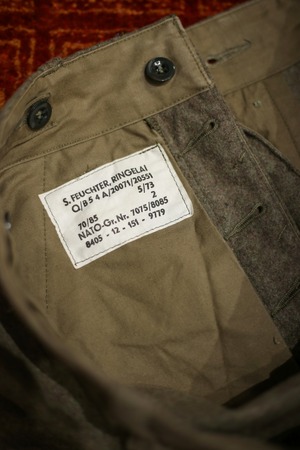 S. FEUCHTER, RINGELAI
O/B 5 4 A/20071/20551
5/73
2
70/85
NATO-Gr. Nr. 7075/8085
8405 - 12 - 151 - 9779